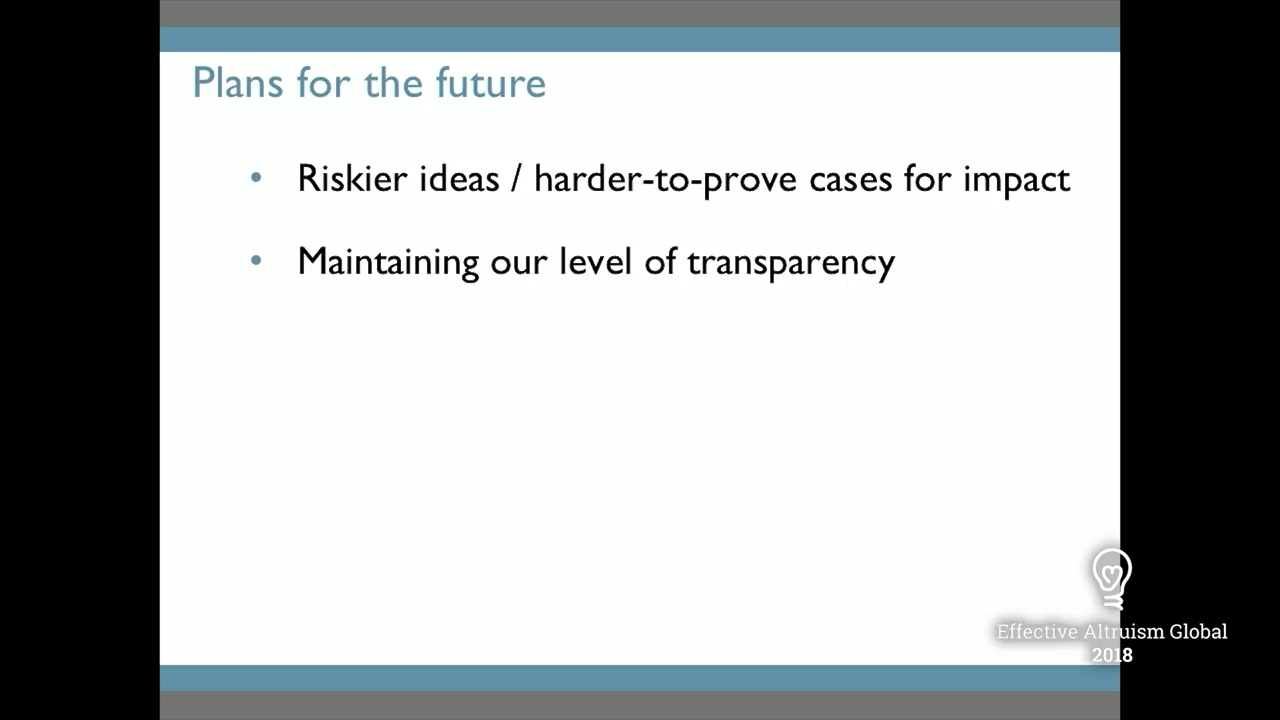 Plans for the future
• Riskier ideas / harder-to-prove cases for impact
• Maintaining our level of transparency
Effective Altruism Global
2018